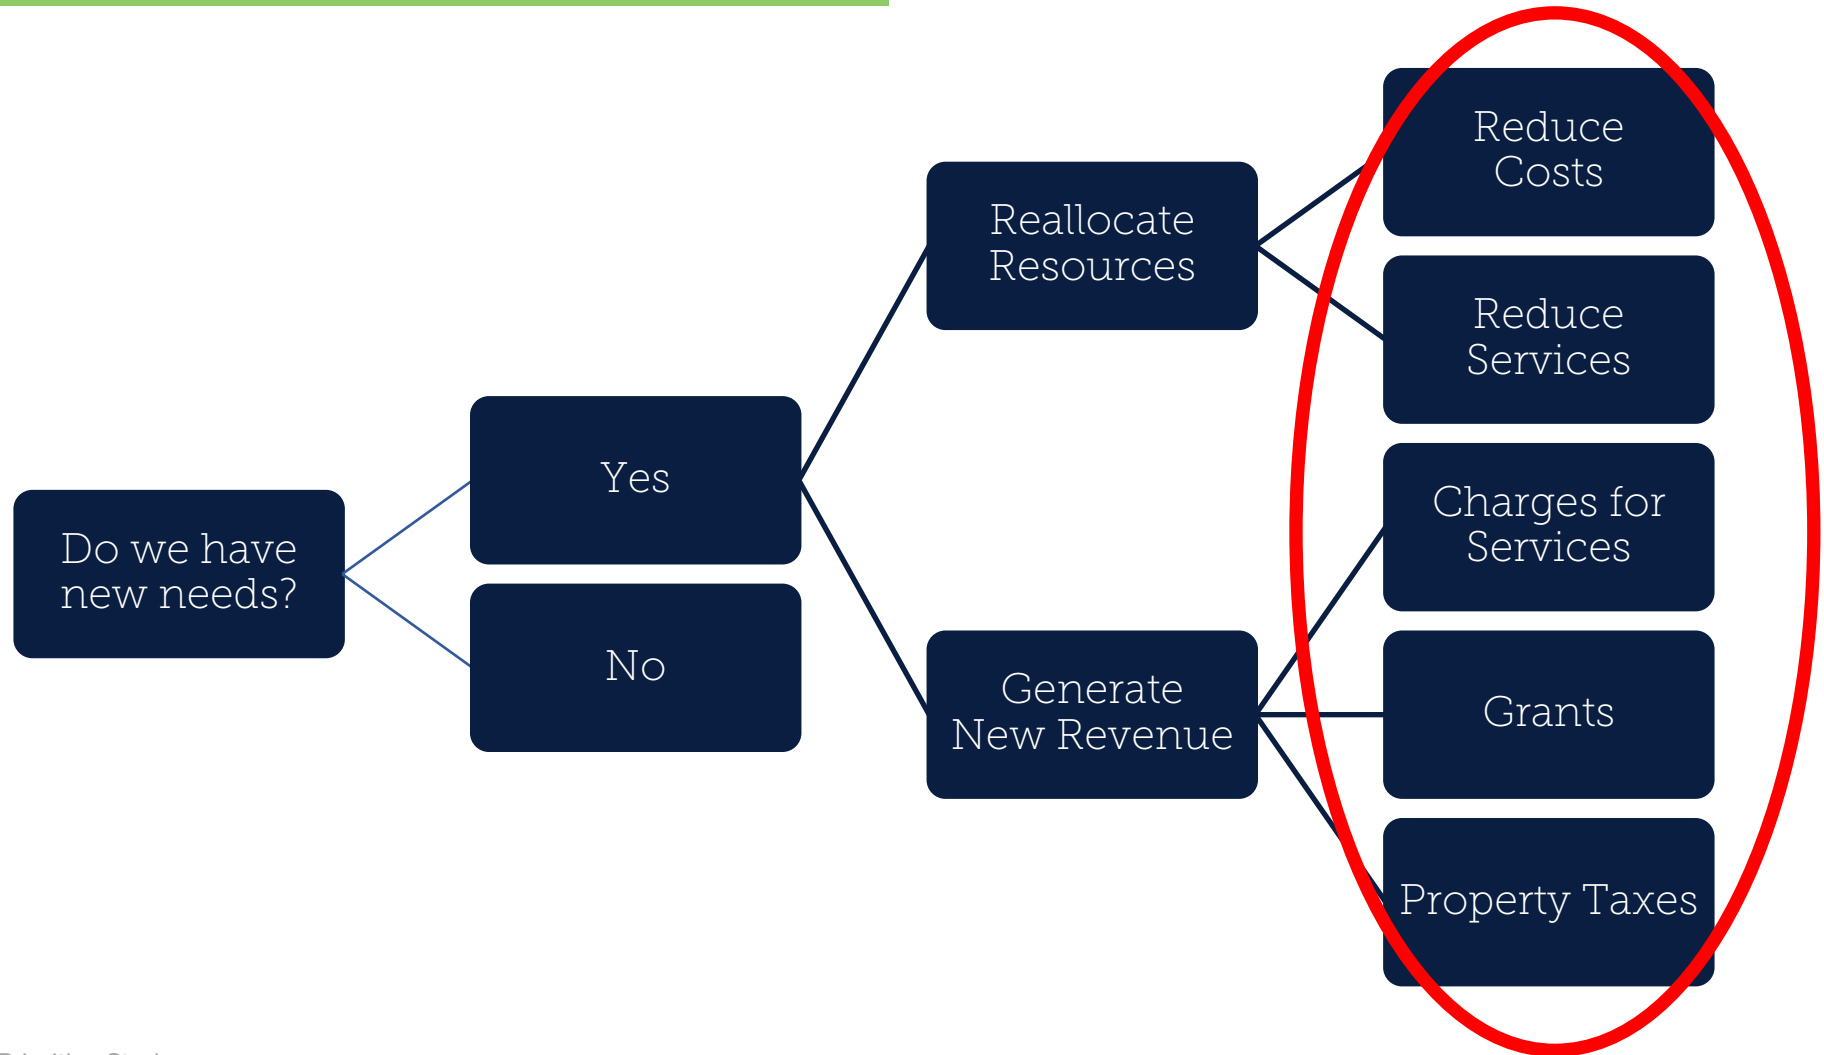 Do we have
new needs?
Yes
No
Reallocate
Resources
Generate
New Revenue
Reduce
Costs
Reduce
Services
Charges for
Services
Grants
Property Taxes